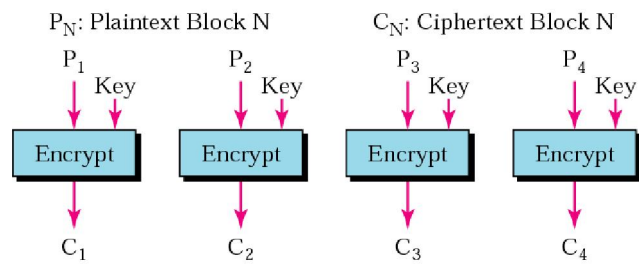 P_N: Plaintext Block N C_N: Ciphertext Block N
P_1 P_2 P_3 P_4
Key Key Key Key
Encrypt Encrypt Encrypt Encrypt
C_1 C_2 C_3 C_4